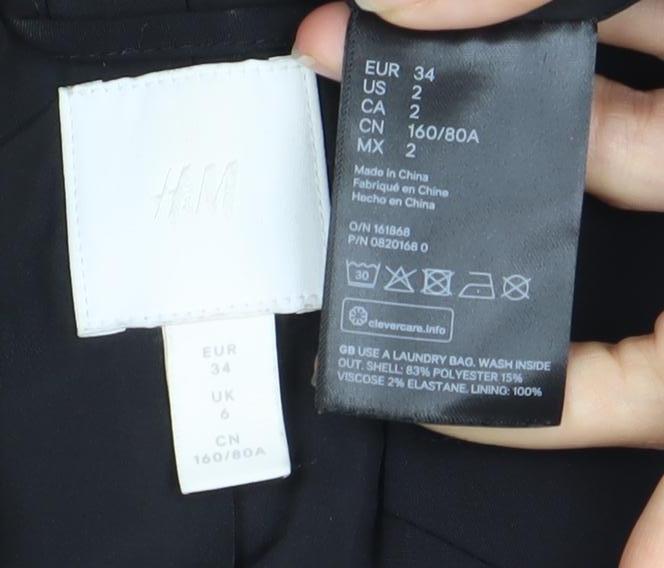 H&M
EUR
34
UK
6
CN
160/80A
EUR 34
US 2
CA 2
CN 160/80A
MX 2
Made in China
Fabriqué en Chine
Hecho en China
O/N 161868
P/N 0820168 0
30
clevercare.info
GB USE A LAUNDRY BAG. WASH INSIDE
OUT. SHELL: 83% POLYESTER 15%
VISCOSE 2% ELASTANE. LINING: 100%